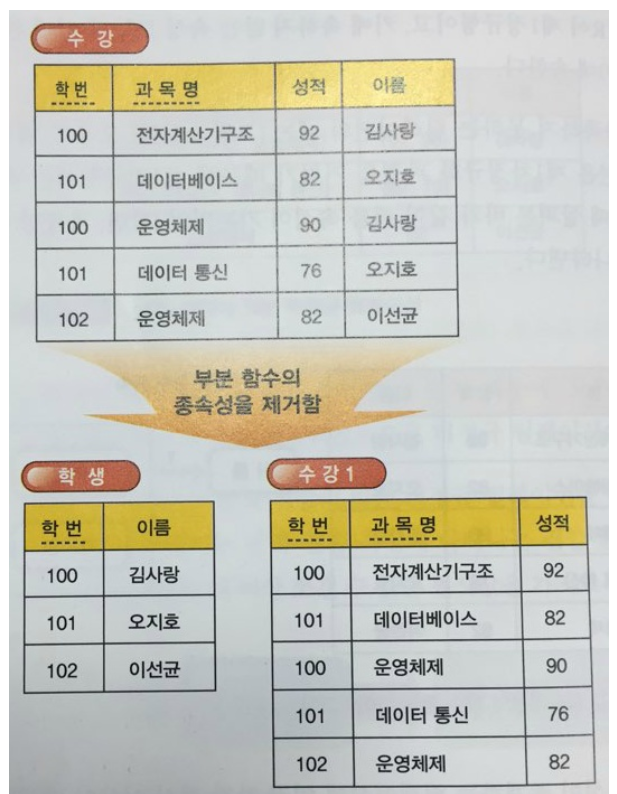 수 강
학 번 과 목 명 성적 이름
100 전자계산기구조 92 김사랑
101 데이터베이스 82 오지호
100 운영체제 90 김사랑
101 데이터 통신 76 오지호
102 운영체제 82 이선균
부분 함수의
종속성을 제거함
학 생
학 번 이름
100 김사랑
101 오지호
102 이선균
수 강 1
학 번 과 목 명 성적
100 전자계산기구조 92
101 데이터베이스 82
100 운영체제 90
101 데이터 통신 76
102 운영체제 82